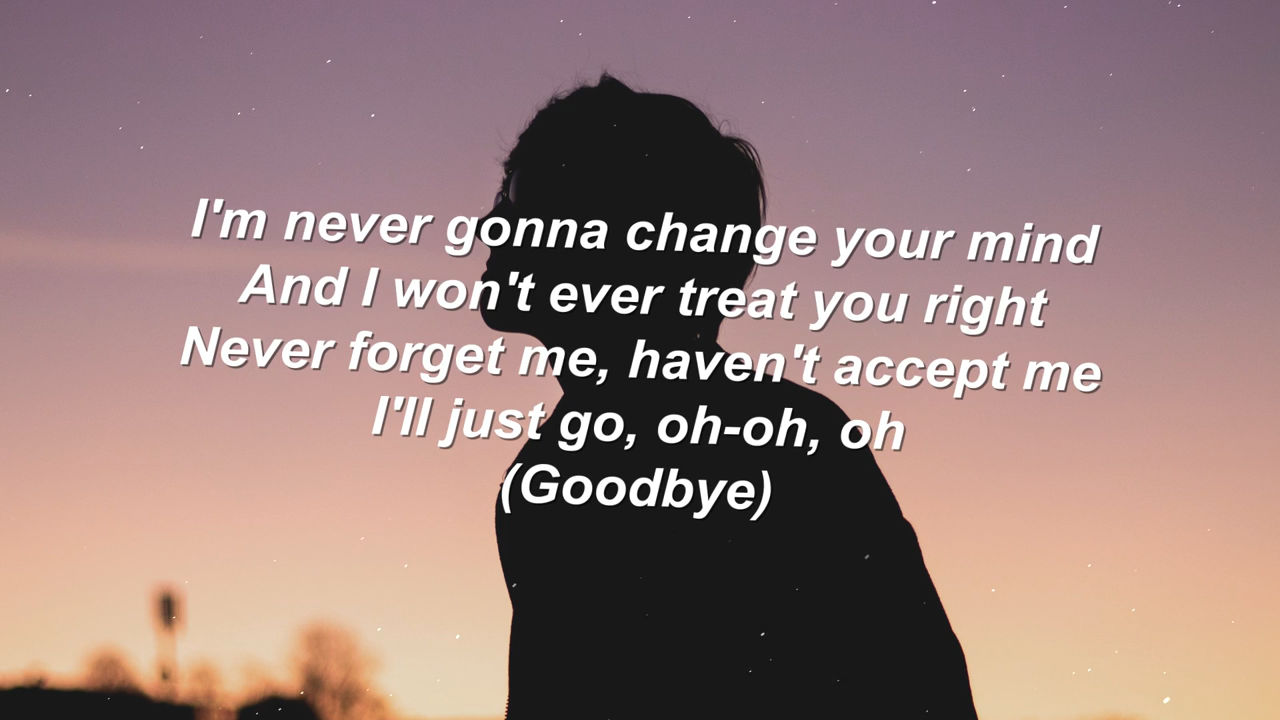 I'm never gonna change your mind
And I won't ever treat you right
Never forget me, haven't accept me
I'll just go, oh-oh, oh
(Goodbye)